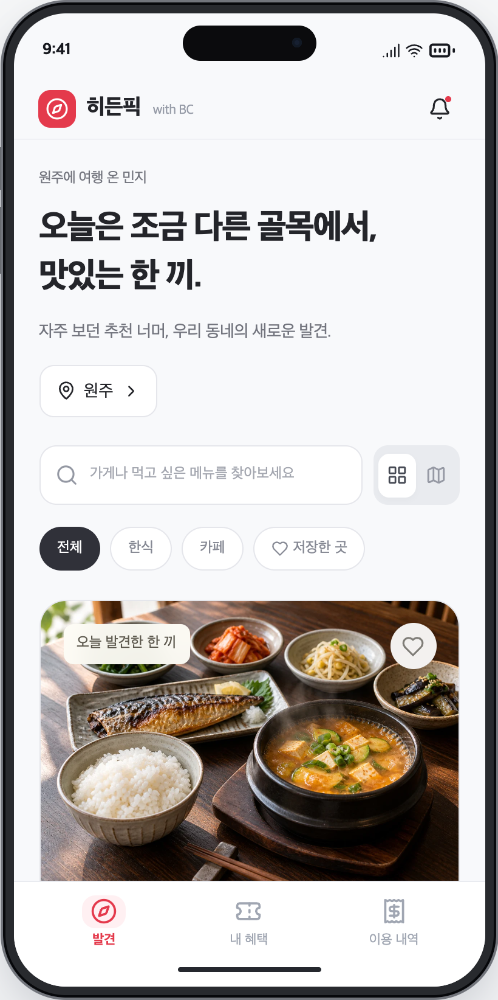 9:41
히든픽 with BC
원주에 여행 온 민지
오늘은 조금 다른 골목에서,
맛있는 한 끼.
자주 보던 추천 너머, 우리 동네의 새로운 발견.
원주
가게나 먹고 싶은 메뉴를 찾아보세요
전체 한식 카페 저장한 곳
오늘 발견한 한 끼
발견 내 혜택 이용 내역